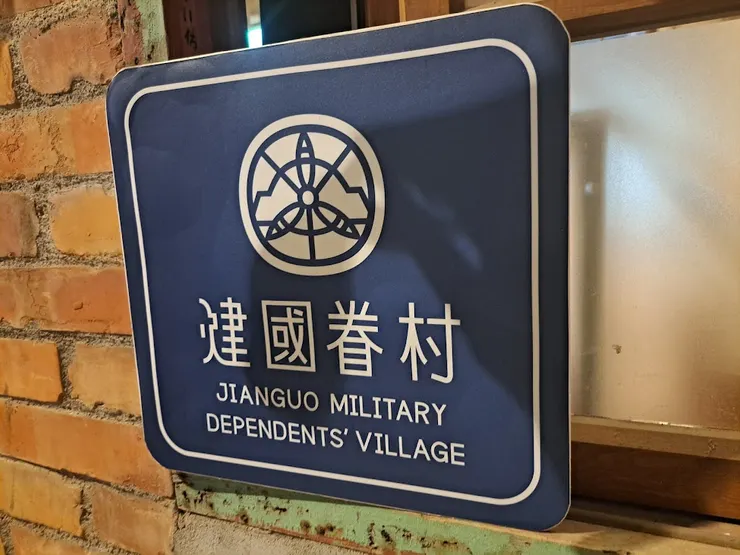 建國眷村
JIANGUO MILITARY
DEPENDENTS' VILLAGE